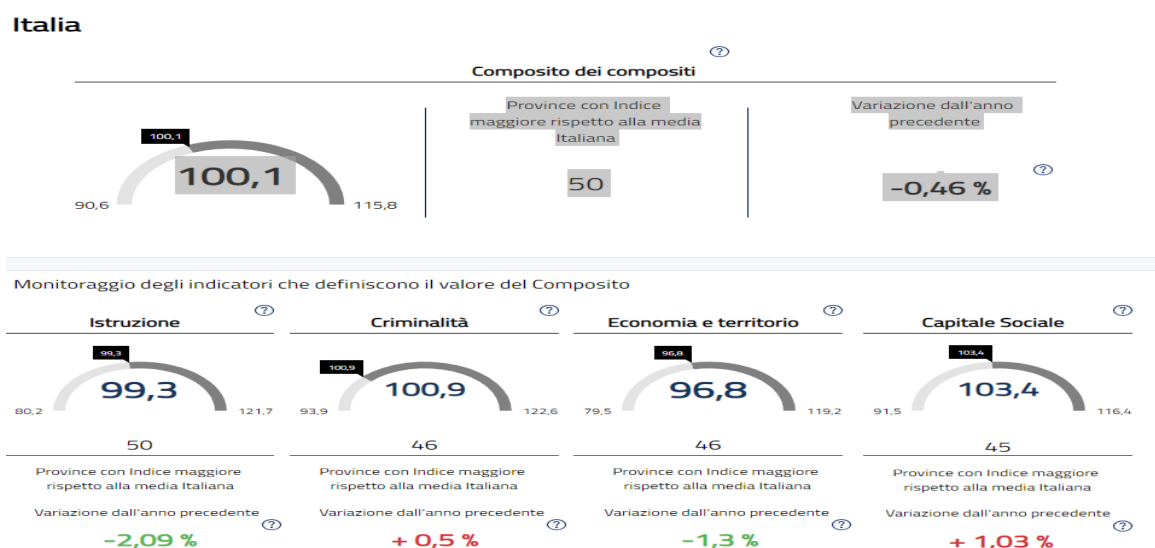 Italia
?
Composito dei compositi
Province con Indice
maggiore rispetto alla media
Italiana
50
Variazione dall'anno
precedente
?
-0,46 %
100,1
100,1
90,6
115,8
Monitoraggio degli indicatori che definiscono il valore del Composito
?
Istruzione
99,3
99,3
80,2
121,7
50
Province con Indice maggiore
rispetto alla media Italiana
Variazione dall'anno precedente
?
-2,09 %
?
Criminalità
100,9
100,9
93,9
122,6
46
Province con Indice maggiore
rispetto alla media Italiana
Variazione dall'anno precedente
?
+ 0,5 %
?
Economia e territorio
96,8
96,8
79,5
119,2
46
Province con Indice maggiore
rispetto alla media Italiana
Variazione dall'anno precedente
?
-1,3 %
?
Capitale Sociale
103,4
103,4
91,5
116,4
45
Province con Indice maggiore
rispetto alla media Italiana
Variazione dall'anno precedente
?
+ 1,03 %